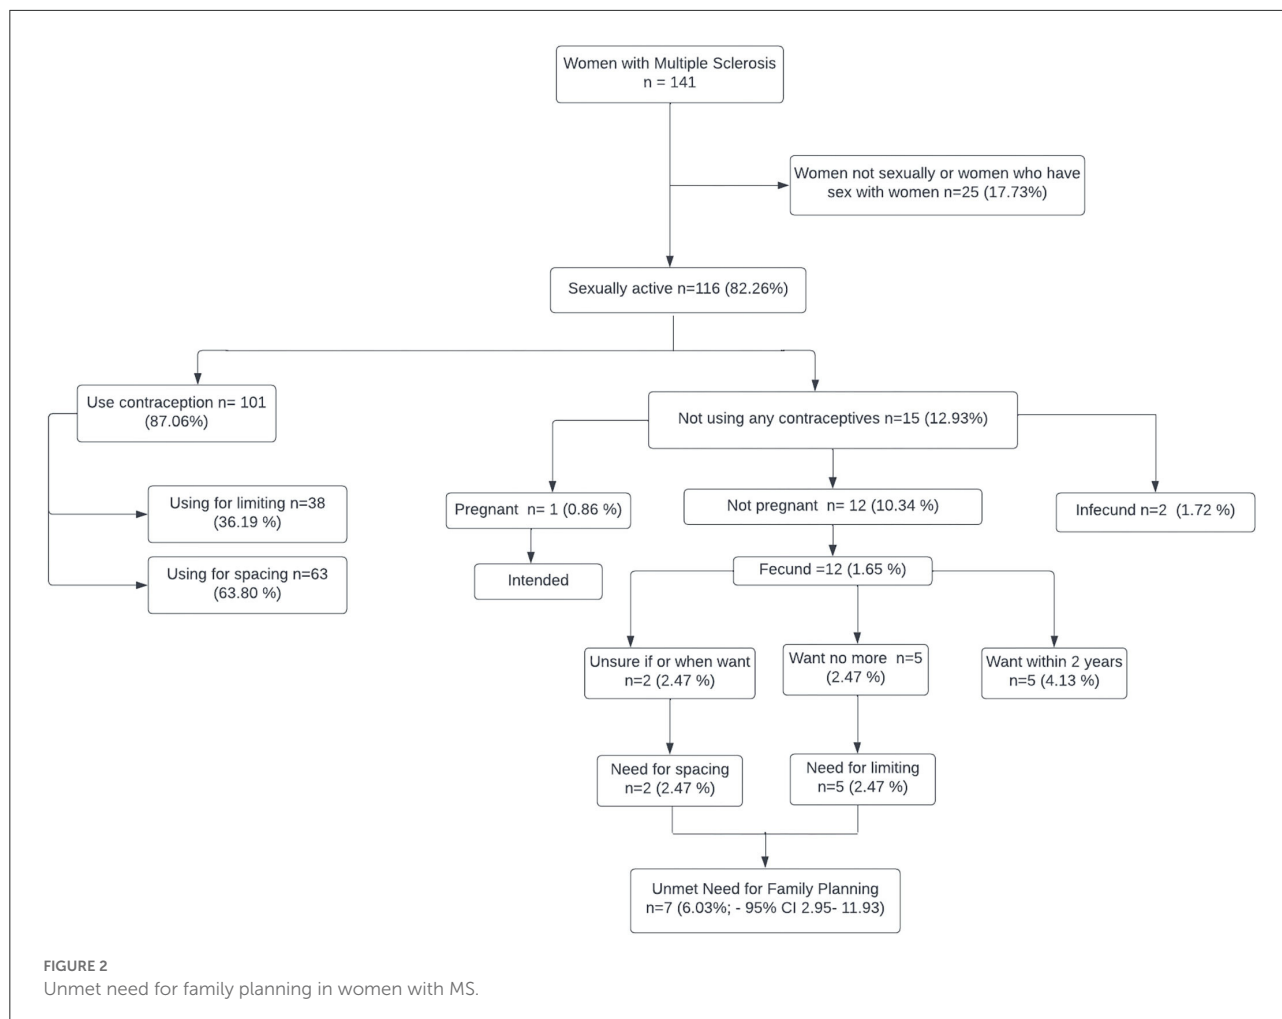 Women with Multiple Sclerosis
n = 141
Women not sexually or women who have
sex with women n=25 (17.73%)
Sexually active n=116 (82.26%)
Use contraception n= 101
(87.06%)
Not using any contraceptives n=15 (12.93%)
Using for limiting n=38
(36.19 %)
Using for spacing n=63
(63.80 %)
Pregnant n= 1 (0.86 %)
Not pregnant n= 12 (10.34 %)
Infecund n=2 (1.72 %)
Intended
Fecund =12 (1.65 %)
Unsure if or when want
n=2 (2.47 %)
Want no more n=5
(2.47 %)
Want within 2 years
n=5 (4.13 %)
Need for spacing
n=2 (2.47 %)
Need for limiting
n=5 (2.47 %)
Unmet Need for Family Planning
n=7 (6.03%; - 95% CI 2.95- 11.93)
FIGURE 2
Unmet need for family planning in women with MS.